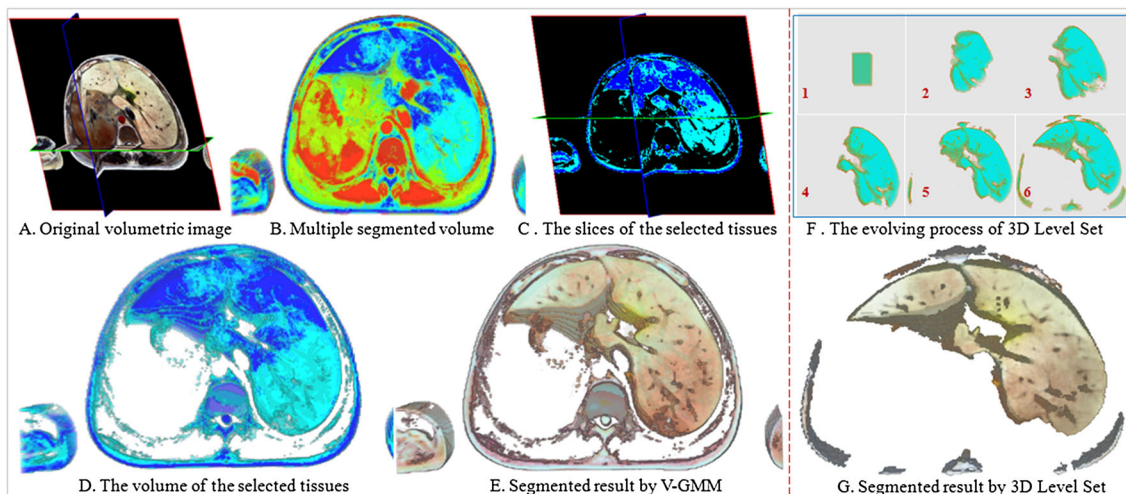 A. Original volumetric image
B. Multiple segmented volume
C . The slices of the selected tissues
1
2
3
4
5
6
F . The evolving process of 3D Level Set
D. The volume of the selected tissues
E. Segmented result by V-GMM
G. Segmented result by 3D Level Set